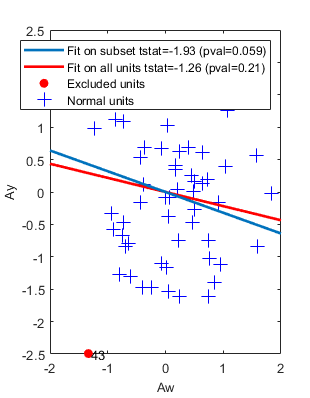 2.5
Fit on subset tstat=-1.93 (pval=0.059)
Fit on all units tstat=-1.26 (pval=0.21)
Excluded units
Normal units
1
0.5
0
-0.5
-1
-1.5
-2
-2.5
43
-2
-1
0
1
2
Aw
Ay